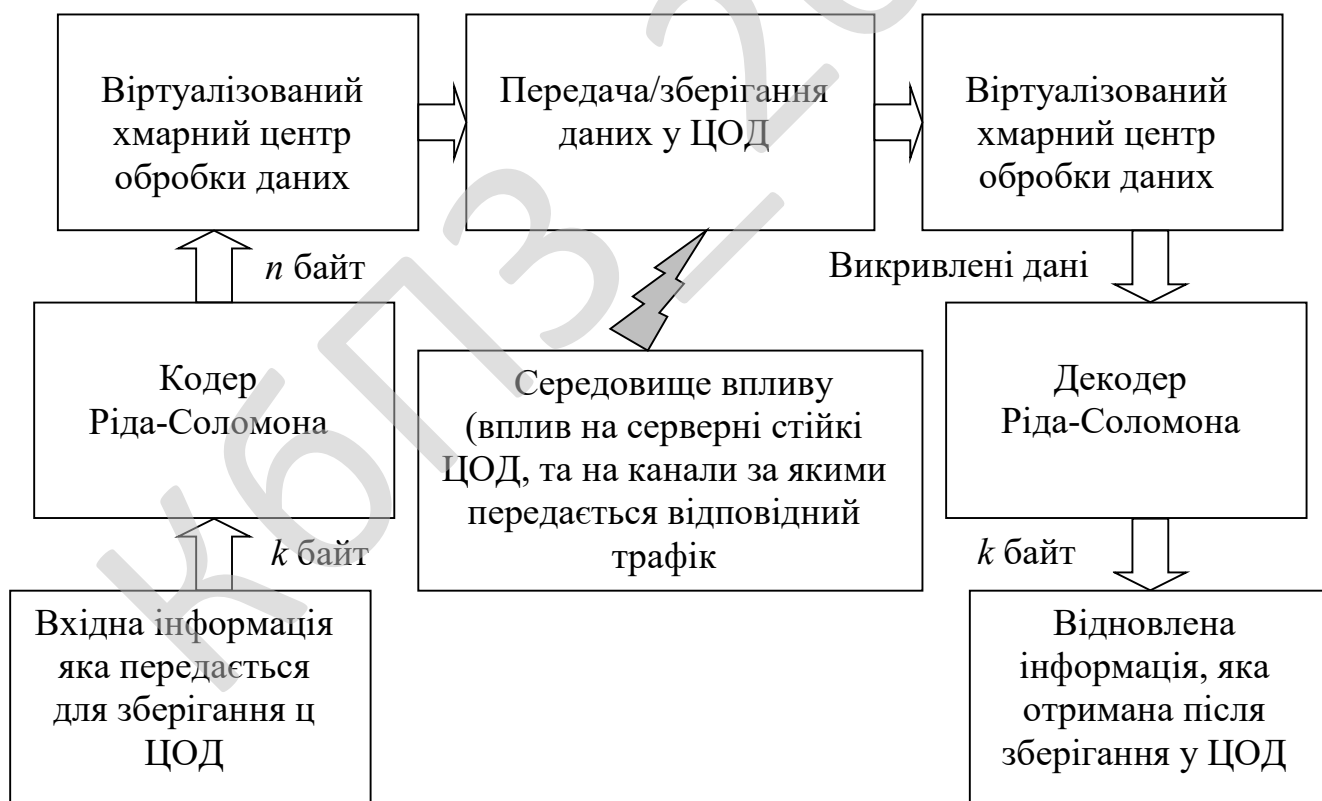 Віртуалізований
хмарний центр
обробки даних
Передача/зберігання
даних у ЦОД
Віртуалізований
хмарний центр
обробки даних
n байт
Викривлені дані
Кодер
Ріда-Соломона
Середовище впливу
(вплив на серверні стійкі
ЦОД, та на канали за якими
передається відповідний
трафік
Декодер
Ріда-Соломона
k байт
k байт
Вхідна інформація
яка передається
для зберігання ц
ЦОД
Відновлена
інформація, яка
отримана після
зберігання у ЦОД